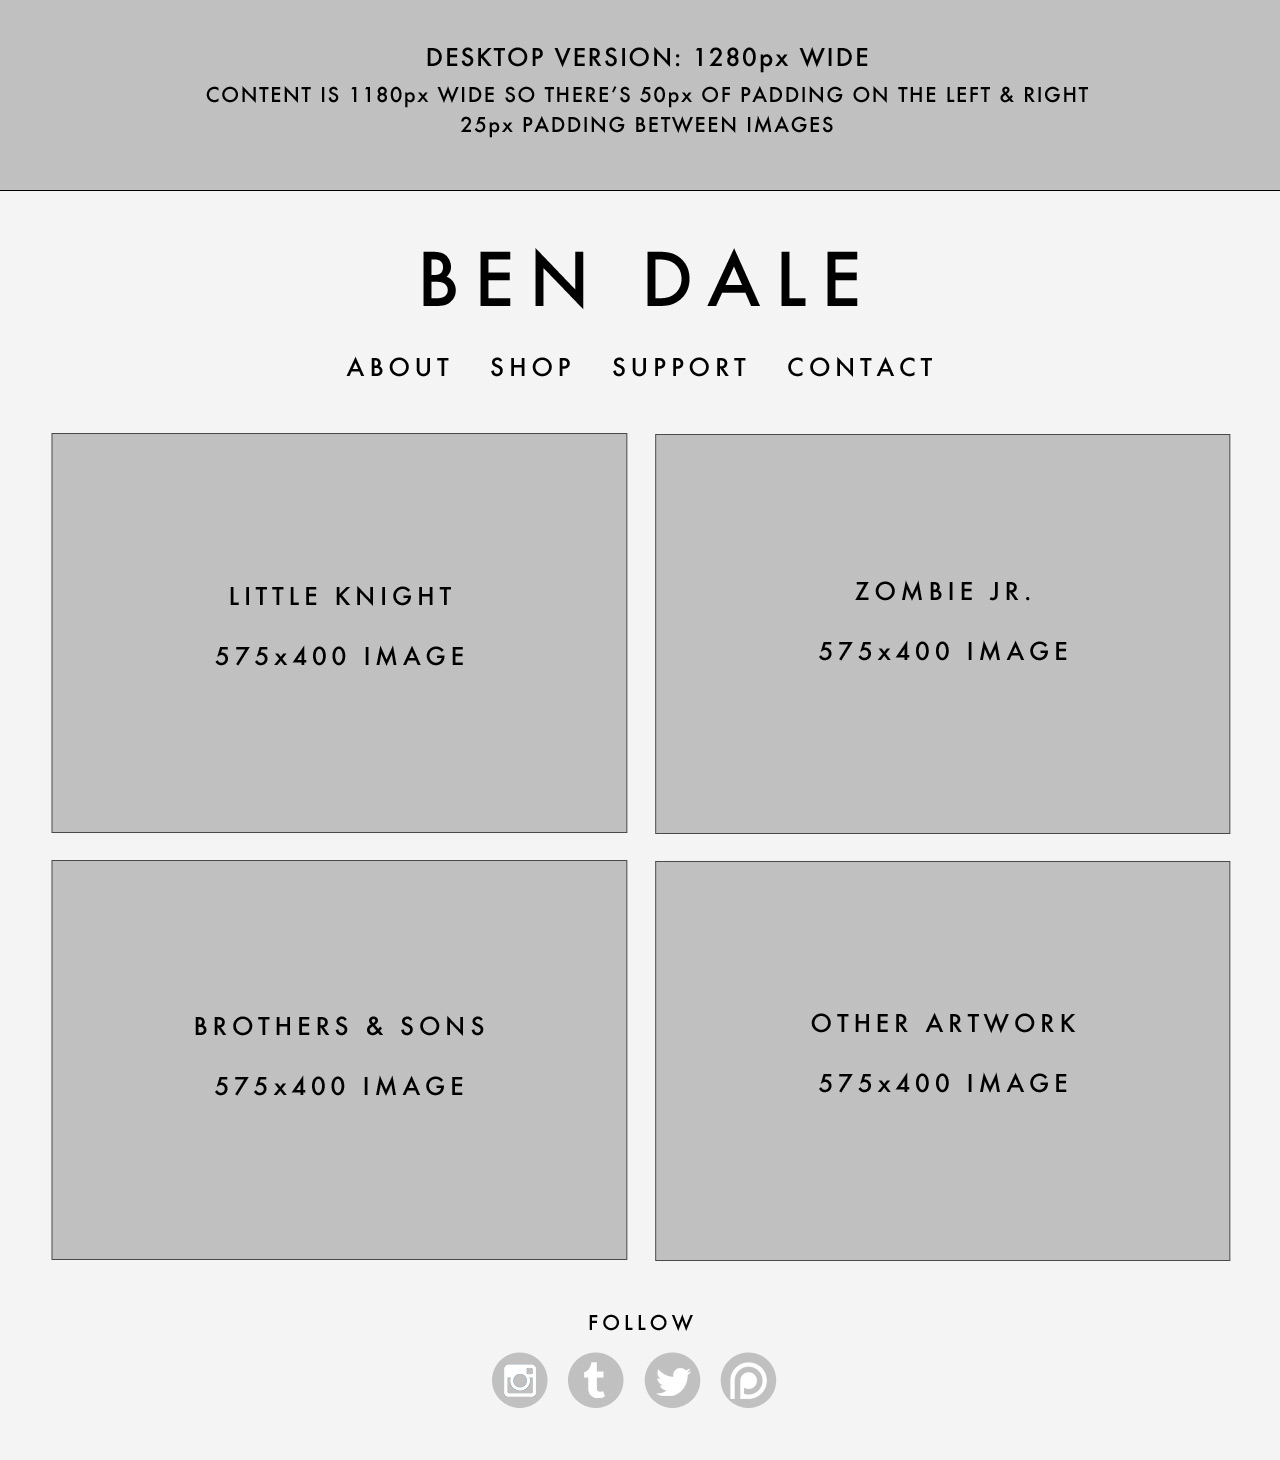 DESKTOP VERSION: 1280px WIDE
CONTENT IS 1180px WIDE SO THERE’S 50px OF PADDING ON THE LEFT & RIGHT
25px PADDING BETWEEN IMAGES
BEN DALE
ABOUT SHOP SUPPORT CONTACT
LITTLE KNIGHT
575x400 IMAGE
ZOMBIE JR.
575x400 IMAGE
BROTHERS & SONS
575x400 IMAGE
OTHER ARTWORK
575x400 IMAGE
FOLLOW